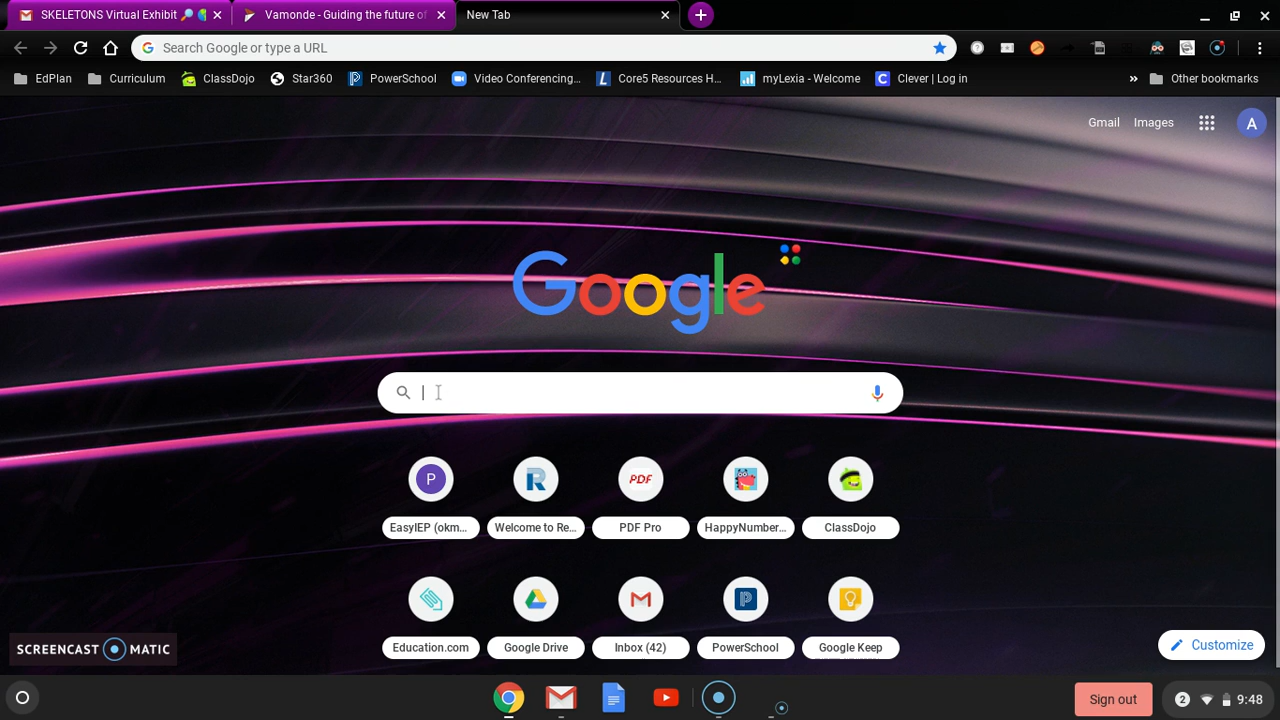 SKELETONS Virtual Exhibit
Vamonde - Guiding the future of
New Tab
Search Google or type a URL
EdPlan
Curriculum
ClassDojo
Star360
PowerSchool
Video Conferencing...
Core5 Resources H...
myLexia - Welcome
Clever | Log in
»
Other bookmarks
Gmail
Images
A
Google
P
EasyIEP (okm...
R
Welcome to Re...
PDF
PDF Pro
HappyNumber...
ClassDojo
Education.com
Google Drive
Inbox (42)
PowerSchool
Google Keep
SCREENCAST MATIC
Customize
Sign out
2
9:48